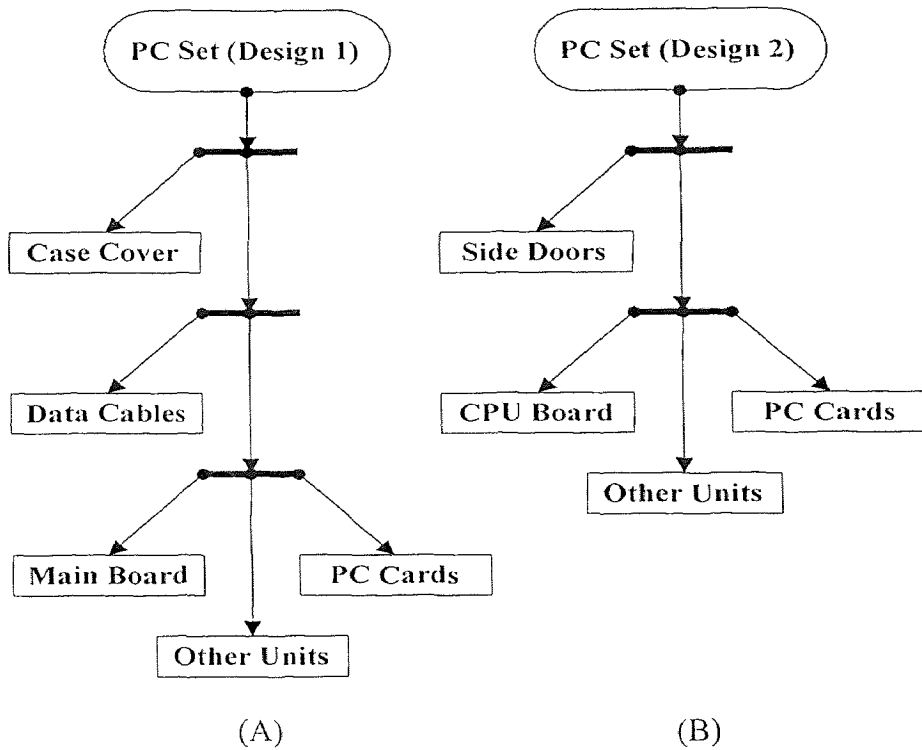 PC Set (Design 1)
Case Cover
Data Cables
Main Board
PC Cards
Other Units
(A)
PC Set (Design 2)
Side Doors
CPU Board
PC Cards
Other Units
(B)